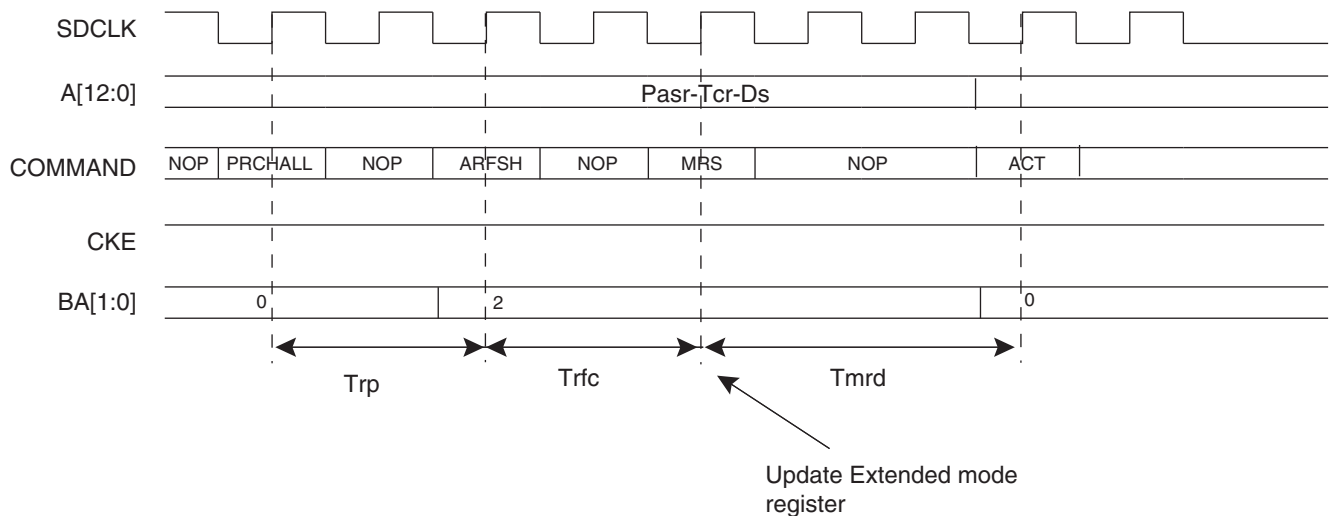 SDCLK
A[12:0]
Pasr-Tcr-Ds
COMMAND
NOP PRCHALL NOP ARFSH NOP MRS NOP ACT
CKE
BA[1:0]
0 2 0
Trp Trfc Tmrd
Update Extended mode
register